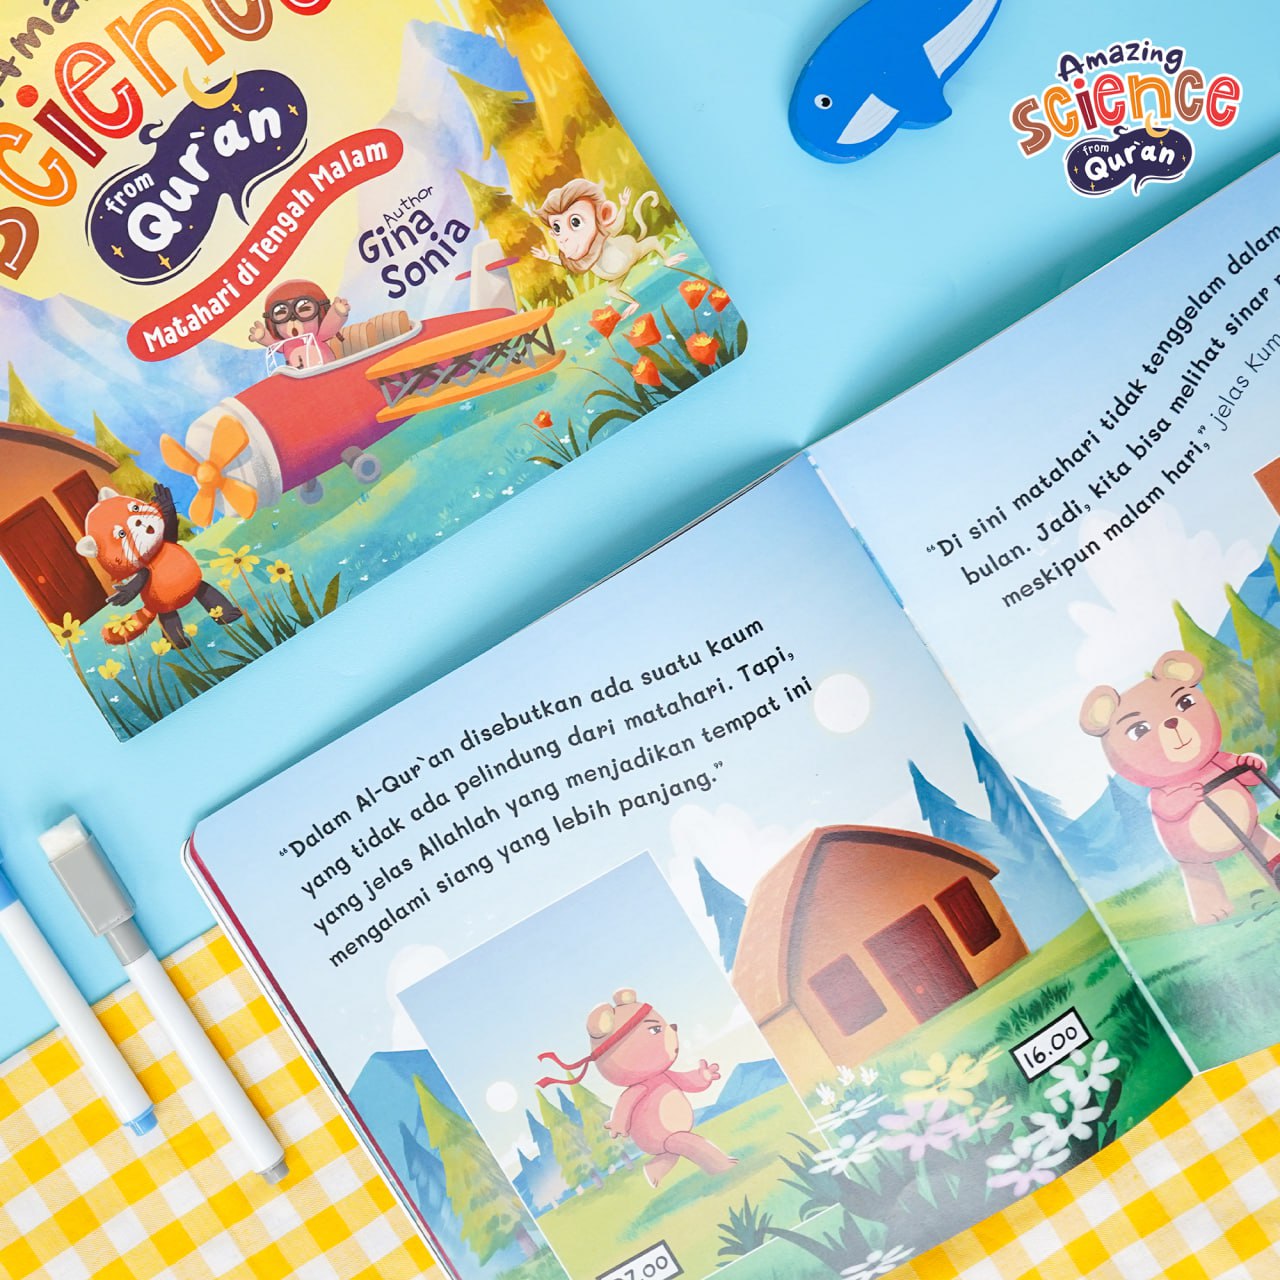 Science
from
Qur`an
Matahari di Tengah Malam
Author
Gina
Sonia
Amazing
Science
from
Qur`an
“Dalam Al-Qur`an disebutkan ada suatu kaum
yang tidak ada pelindung dari matahari. Tapi,
yang jelas Allahlah yang menjadikan tempat ini
mengalami siang yang lebih panjang.”
16.00
“Di sini matahari tidak tenggelam dalam
bulan. Jadi, kita bisa melihat sinar
meskipun malam hari,” jelas